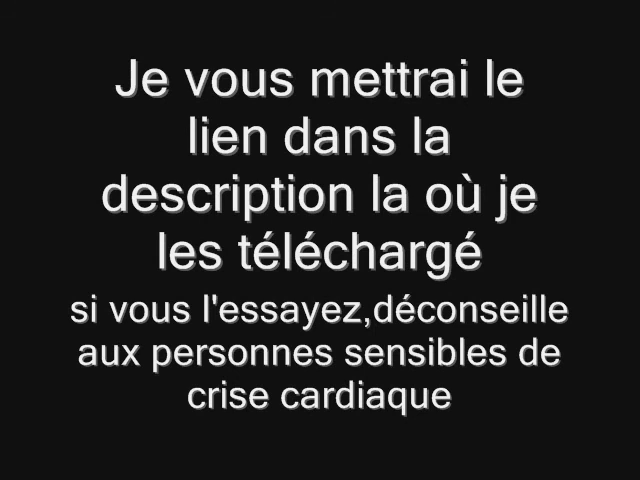 Je vous mettrai le
lien dans la
description la où je
les téléchargé
si vous l'essayez,déconseille
aux personnes sensibles de
crise cardiaque